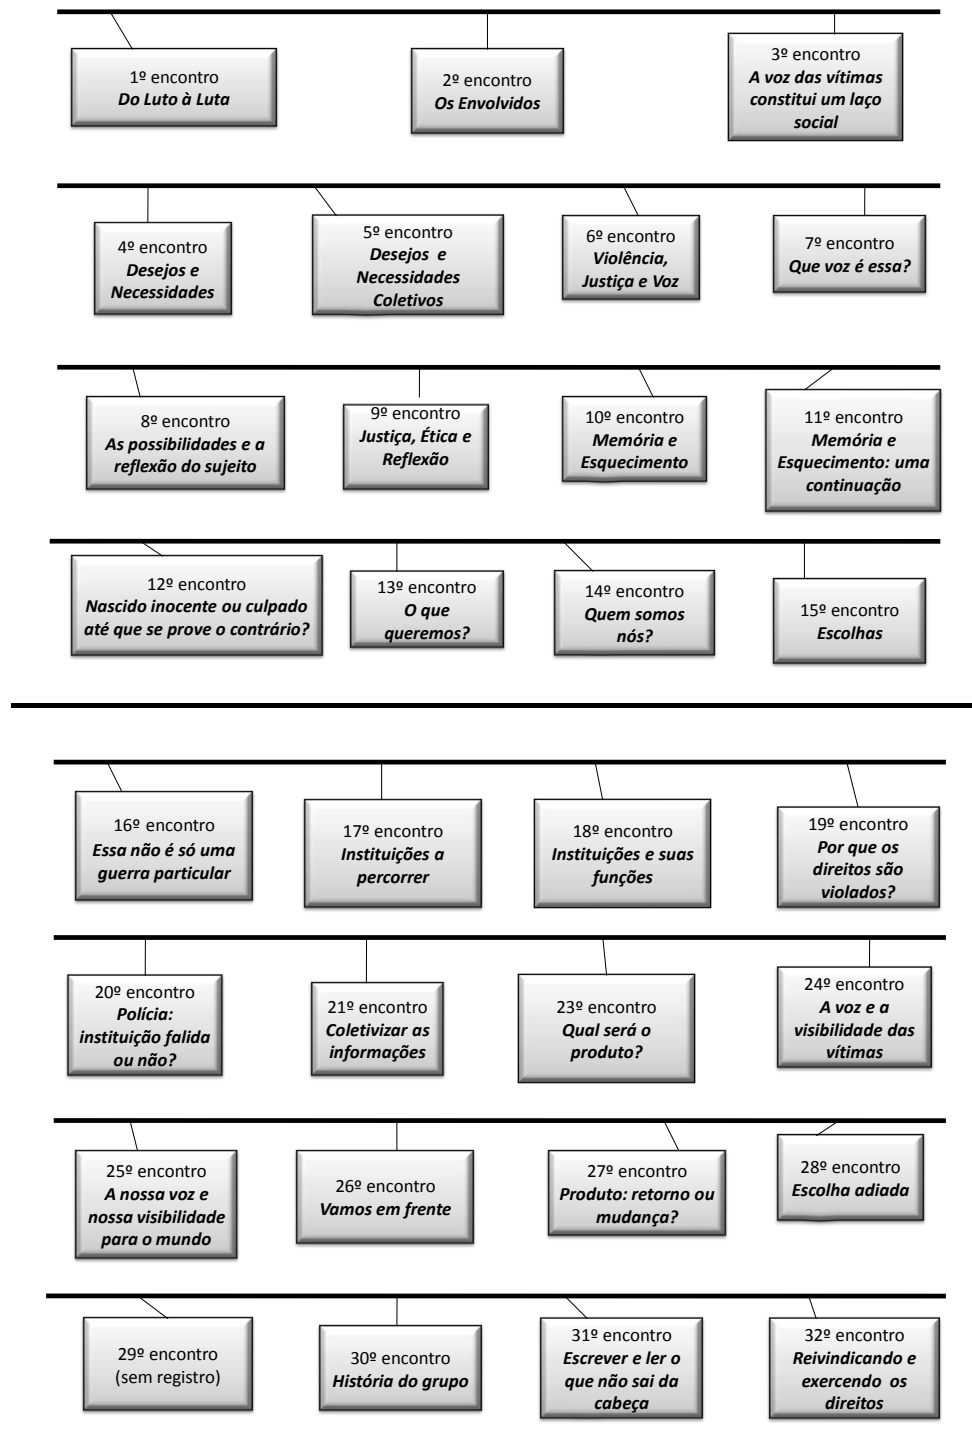 1º encontro
Do Luto à Luta
2º encontro
Os Envolvidos
3º encontro
A voz das vítimas
constitui um laço
social
4º encontro
Desejos e
Necessidades
5º encontro
Desejos e
Necessidades
Coletivos
6º encontro
Violência,
Justiça e Voz
7º encontro
Que voz é essa?
8º encontro
As possibilidades e a
reflexão do sujeito
9º encontro
Justiça, Ética e
Reflexão
10º encontro
Memória e
Esquecimento
11º encontro
Memória e
Esquecimento: uma
continuação
12º encontro
Nascido inocente ou culpado
até que se prove o contrário?
13º encontro
O que
queremos?
14º encontro
Quem somos
nós?
15º encontro
Escolhas
16º encontro
Essa não é só uma
guerra particular
17º encontro
Instituições a
percorrer
18º encontro
Instituições e suas
funções
19º encontro
Por que os
direitos são
violados?
20º encontro
Polícia:
instituição falida
ou não?
21º encontro
Coletivizar as
informações
23º encontro
Qual será o
produto?
24º encontro
A voz e a
visibilidade das
vítimas
25º encontro
A nossa voz e
nossa visibilidade
para o mundo
26º encontro
Vamos em frente
27º encontro
Produto: retorno ou
mudança?
28º encontro
Escolha adiada
29º encontro
(sem registro)
30º encontro
História do grupo
31º encontro
Escrever e ler o
que não sai da
cabeça
32º encontro
Reivindicando e
exercendo os
direitos